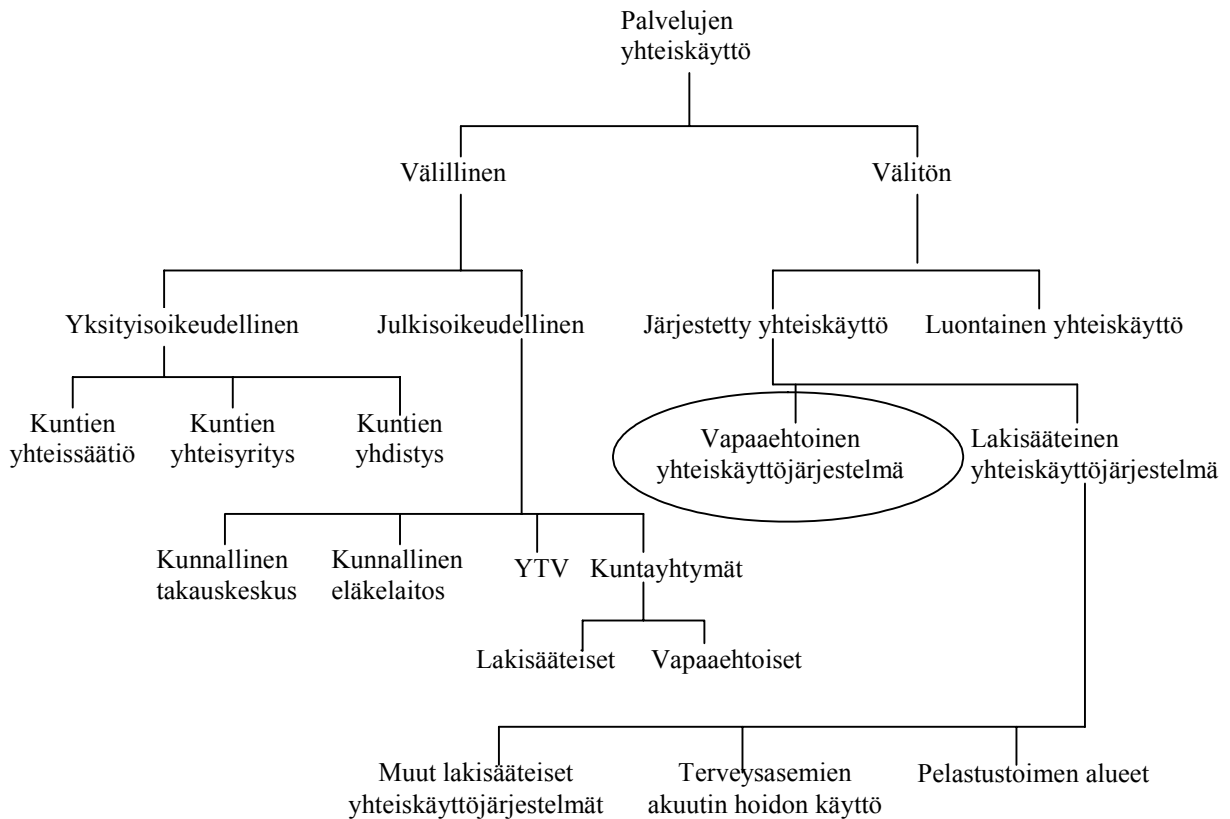 Palvelujen
yhteiskäyttö
Välillinen
Välitön
Yksityisoikeudellinen
Julkisoikeudellinen
Järjestetty yhteiskäyttö
Luontainen yhteiskäyttö
Kuntien
yhteissäätiö
Kuntien
yhteisyritys
Kuntien
yhdistys
Vapaaehtoinen
yhteiskäyttöjärjestelmä
Lakisääteinen
yhteiskäyttöjärjestelmä
Kunnallinen
takauskeskus
Kunnallinen
eläkelaitos
YTV
Kuntayhtymät
Lakisääteiset
Vapaaehtoiset
Muut lakisääteiset
yhteiskäyttöjärjestelmät
Terveysasemien
akuutin hoidon käyttö
Pelastustoimen alueet